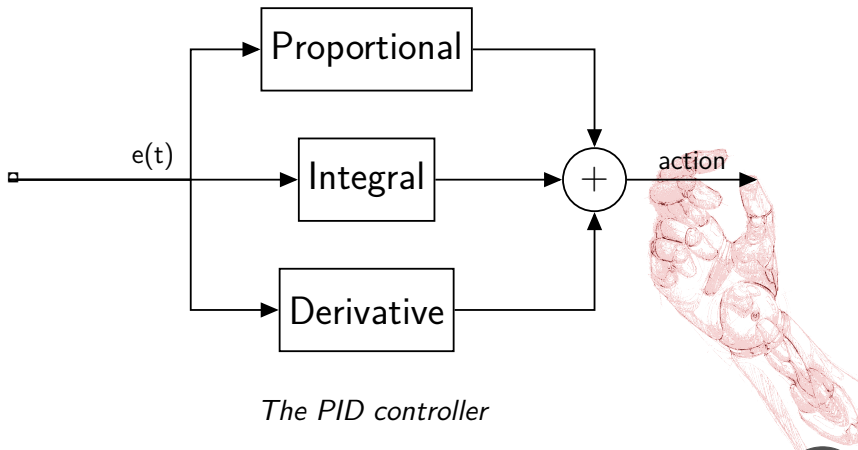 Proportional
e(t)
Integral
+
action
Derivative
The PID controller